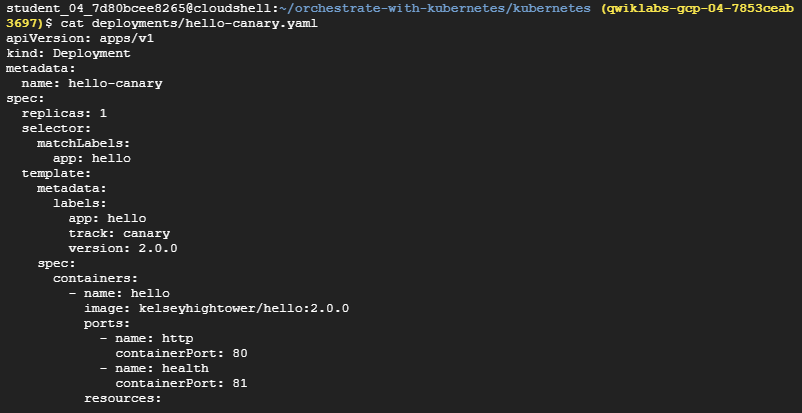 student_04_7d80bcee8265@cloudshell:~/orchestrate-with-kubernetes/kubernetes (qwiklabs-gcp-04-7853ceab
3697)$ cat deployments/hello-canary.yaml
apiVersion: apps/v1
kind: Deployment
metadata:
  name: hello-canary
spec:
  replicas: 1
  selector:
    matchLabels:
      app: hello
  template:
    metadata:
      labels:
        app: hello
        track: canary
        version: 2.0.0
    spec:
      containers:
        - name: hello
          image: kelseyhightower/hello:2.0.0
          ports:
            - name: http
              containerPort: 80
            - name: health
              containerPort: 81
          resources: